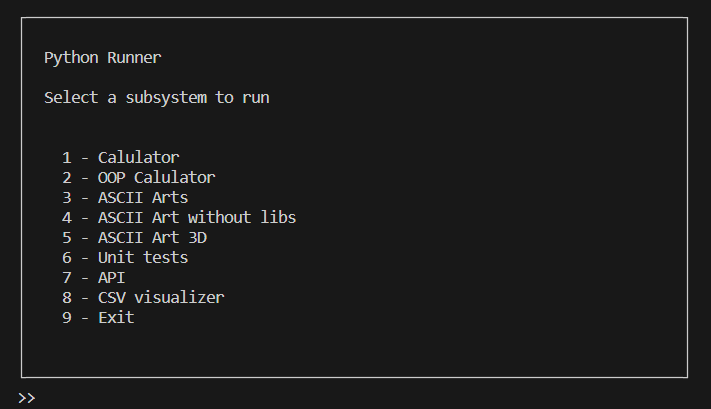 Python Runner
Select a subsystem to run
1 - Calulator
2 - OOP Calulator
3 - ASCII Arts
4 - ASCII Art without libs
5 - ASCII Art 3D
6 - Unit tests
7 - API
8 - CSV visualizer
9 - Exit
>>